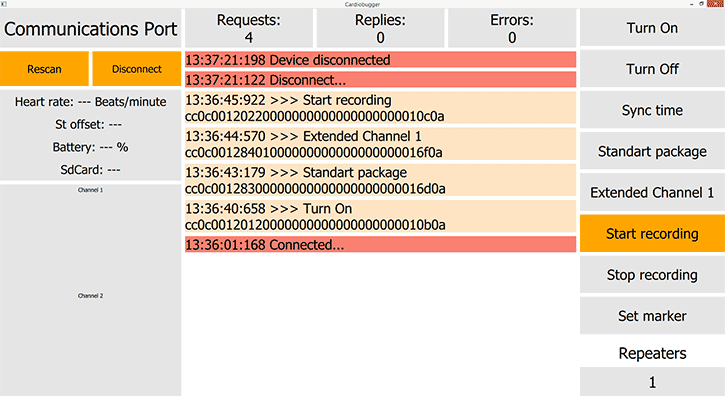 Cardiobugger
Communications Port
Rescan
Disconnect
Heart rate: --- Beats/minute
St offset: ---
Battery: --- %
SdCard: ---
Channel 1
Channel 2
Requests:
4
Replies:
0
Errors:
0
13:37:21:198 Device disconnected
13:37:21:122 Disconnect...
13:36:45:922 >>> Start recording
cc0c00120220000000000000000000010c0a
13:36:44:570 >>> Extended Channel 1
cc0c00128401000000000000000000016f0a
13:36:43:179 >>> Standart package
cc0c00128300000000000000000000016d0a
13:36:40:658 >>> Turn On
cc0c00120120000000000000000000010b0a
13:36:01:168 Connected...
Turn On
Turn Off
Sync time
Standart package
Extended Channel 1
Start recording
Stop recording
Set marker
Repeaters
1